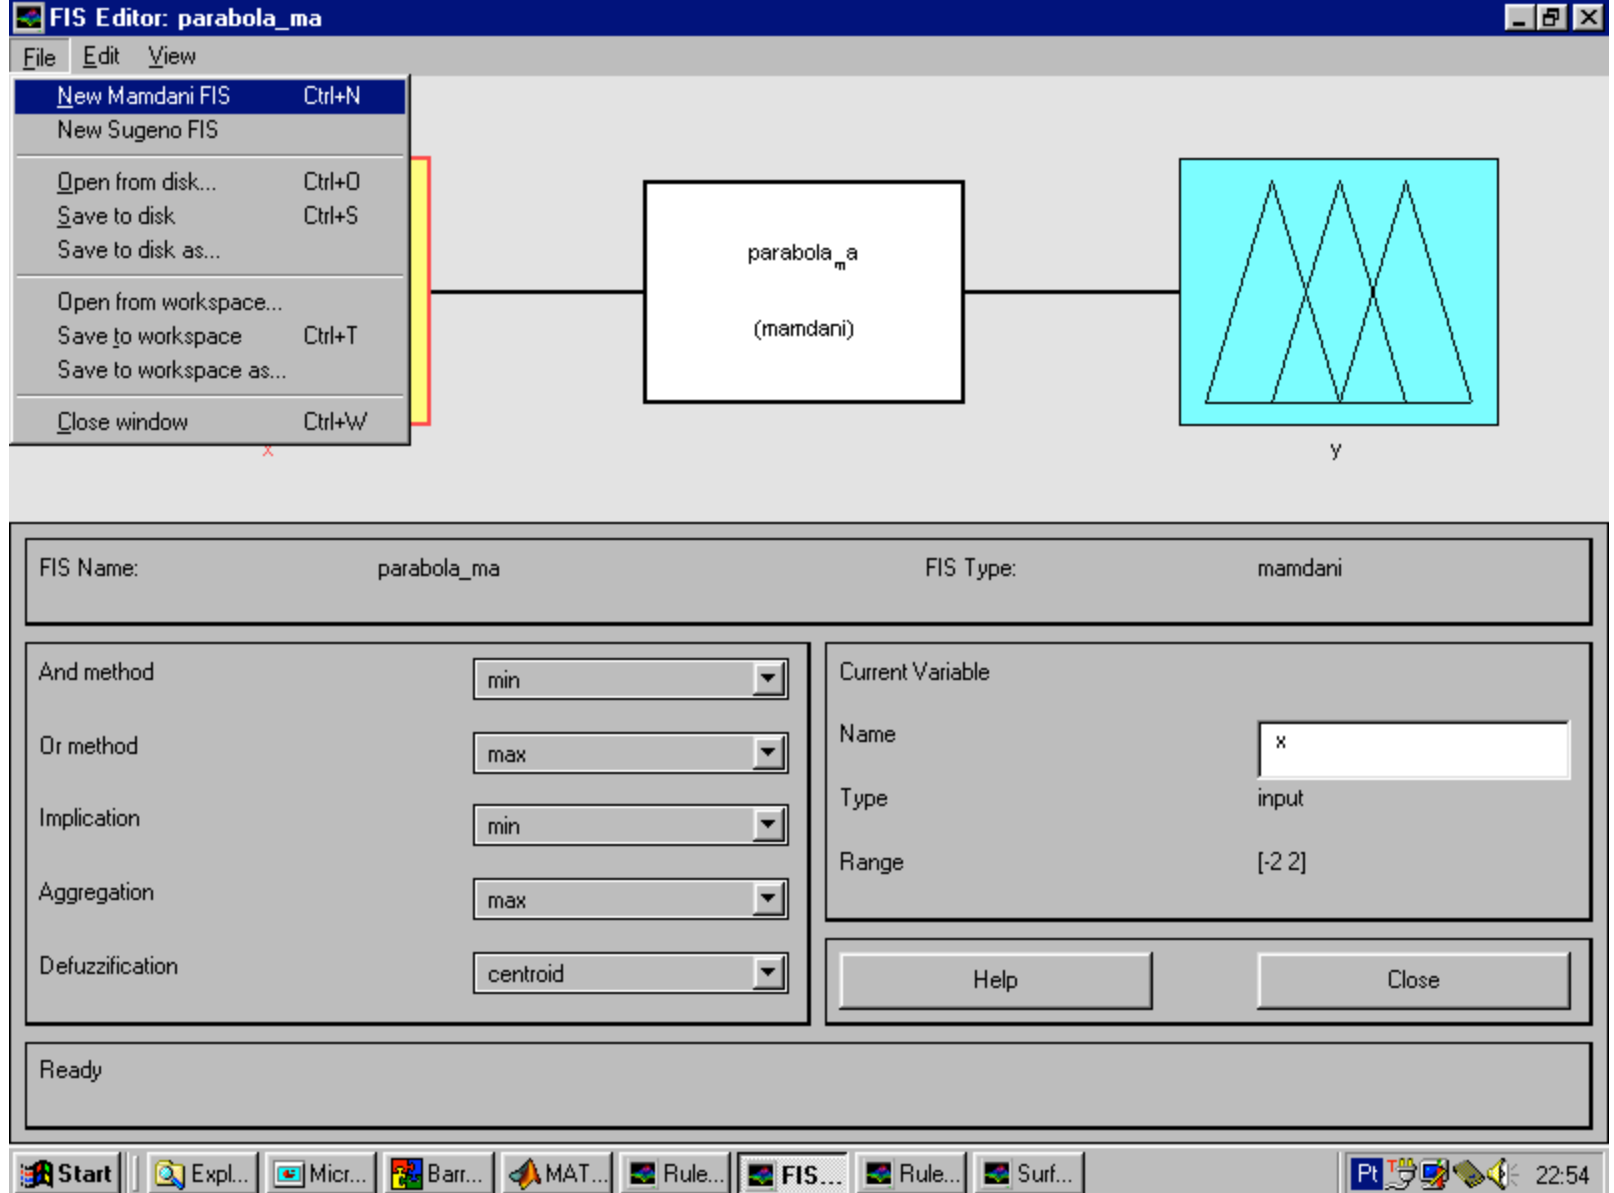 FIS Editor: parabola_ma
File Edit View
New Mamdani FIS Ctrl+N
New Sugeno FIS
Open from disk... Ctrl+O
Save to disk Ctrl+S
Save to disk as...
Open from workspace...
Save to workspace Ctrl+T
Save to workspace as...
Close window Ctrl+W
parabola_ma
(mamdani)
x
y
FIS Name: parabola_ma FIS Type: mamdani
And method min
Or method max
Implication min
Aggregation max
Defuzzification centroid
Current Variable
Name x
Type input
Range [-2 2]
Help Close
Ready
Start Expl... Micr... Barr... MAT... Rule... FIS... Rule... Surf... Pt 22:54